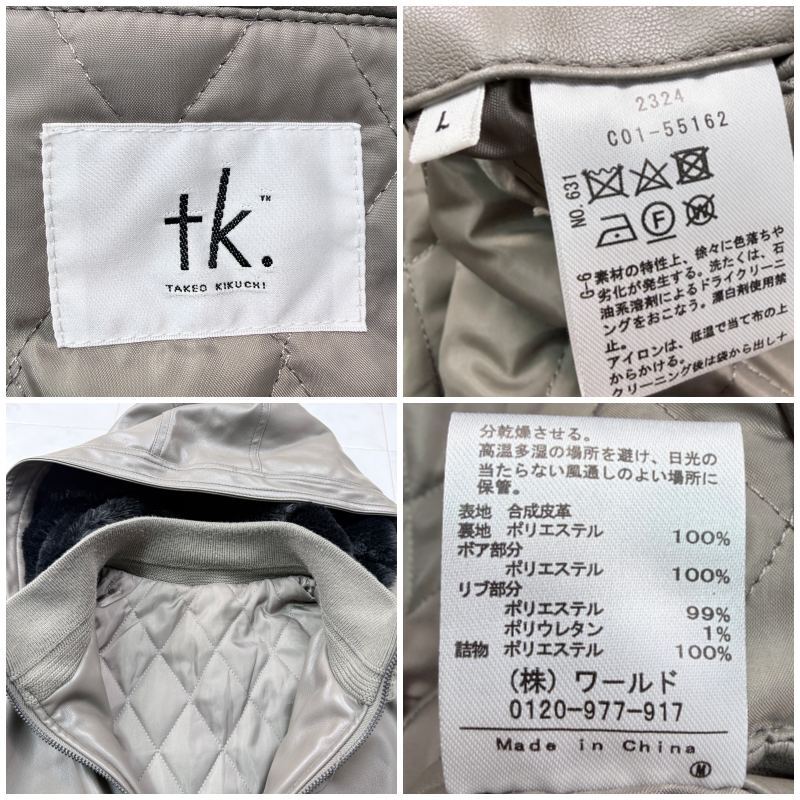 tk.
TM
TAKEO KIKUCHI
L
2324
C01-55162
NO.631
F
W
G-6 素材の特性上、徐々に色落ちや
劣化が発生する。洗たくは、石
油系溶剤によるドライクリーニ
ングをおこなう。漂白剤使用禁
止。
アイロンは、低温で当て布の上
からかける。
クリーニング後は袋から出し十
分乾燥させる。
高温多湿の場所を避け、日光の
当たらない風通しのよい場所に
保管。
表地 合成皮革
裏地 ポリエステル 100%
ボア部分
ポリエステル 100%
リブ部分
ポリエステル 99%
ポリウレタン 1%
詰物 ポリエステル 100%
(株) ワールド
0120-977-917
Made in China
M